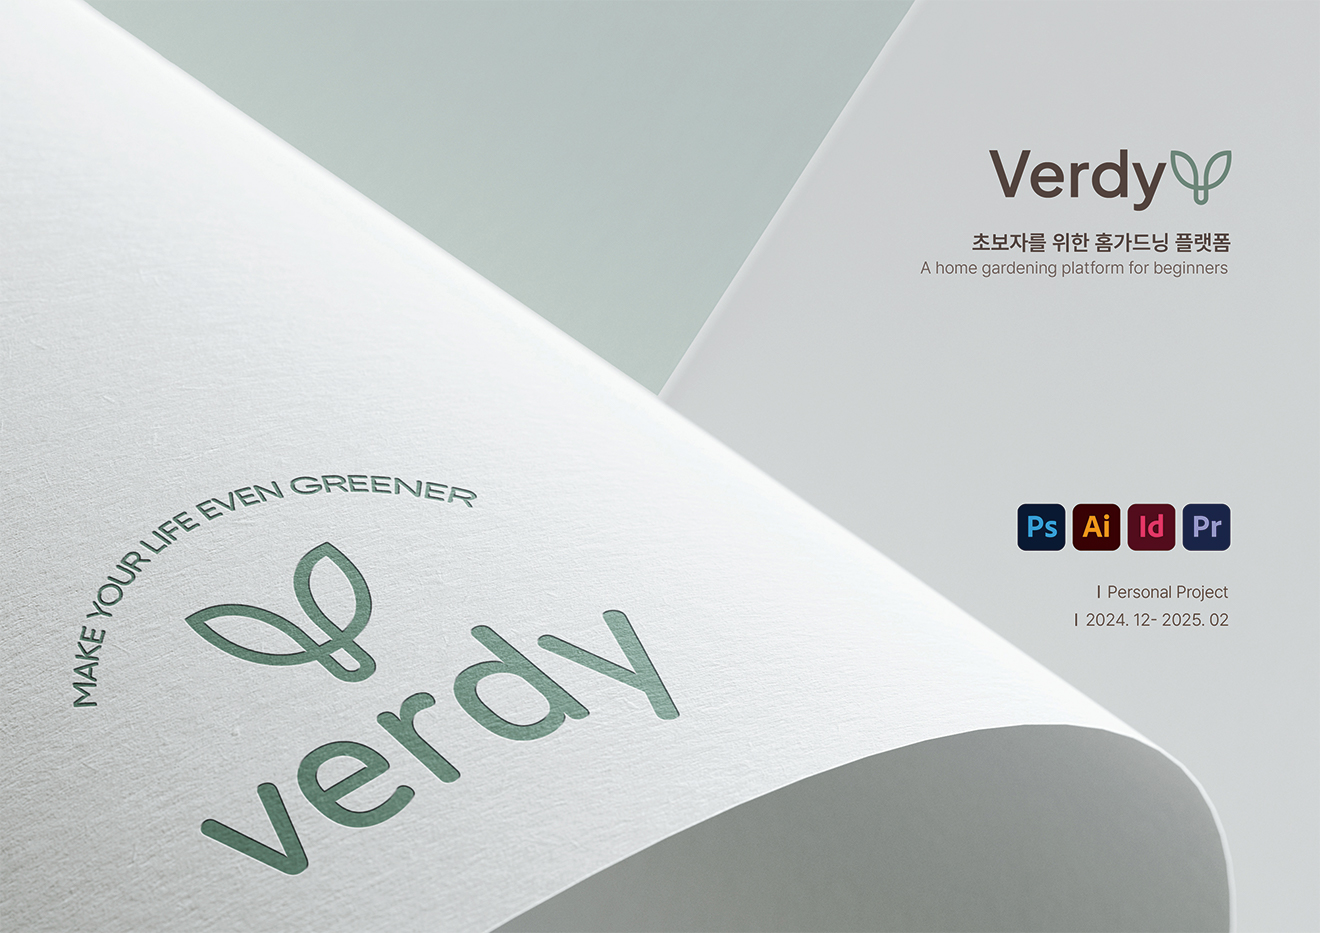 Verdy
초보자를 위한 홈가드닝 플랫폼
A home gardening platform for beginners
Ps Ai Id Pr
I Personal Project
I 2024. 12- 2025. 02
MAKE YOUR LIFE EVEN GREENER
verdy